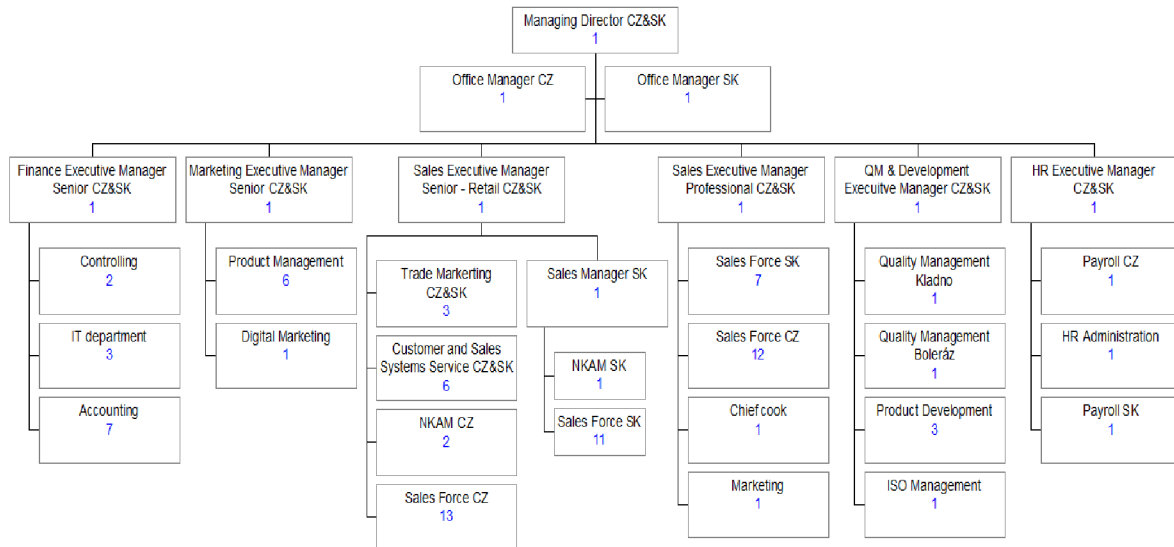 Managing Director CZ&SK
1
Office Manager CZ
1
Office Manager SK
1
Finance Executive Manager
Senior CZ&SK
1
Controlling
2
IT department
3
Accounting
7
Marketing Executive Manager
Senior CZ&SK
1
Product Management
6
Digital Marketing
1
Sales Executive Manager
Senior - Retail CZ&SK
1
Trade Markerting
CZ&SK
3
Customer and Sales
Systems Service CZ&SK
6
NKAM CZ
2
Sales Force CZ
13
Sales Manager SK
1
NKAM SK
1
Sales Force SK
11
Sales Executive Manager
Professional CZ&SK
1
Sales Force SK
7
Sales Force CZ
12
Chief cook
1
Marketing
1
QM & Development
Execuitve Manager CZ&SK
1
Quality Management
Kladno
1
Quality Management
Boleráz
1
Product Development
3
ISO Management
1
HR Executive Manager
CZ&SK
1
Payroll CZ
1
HR Administration
1
Payroll SK
1